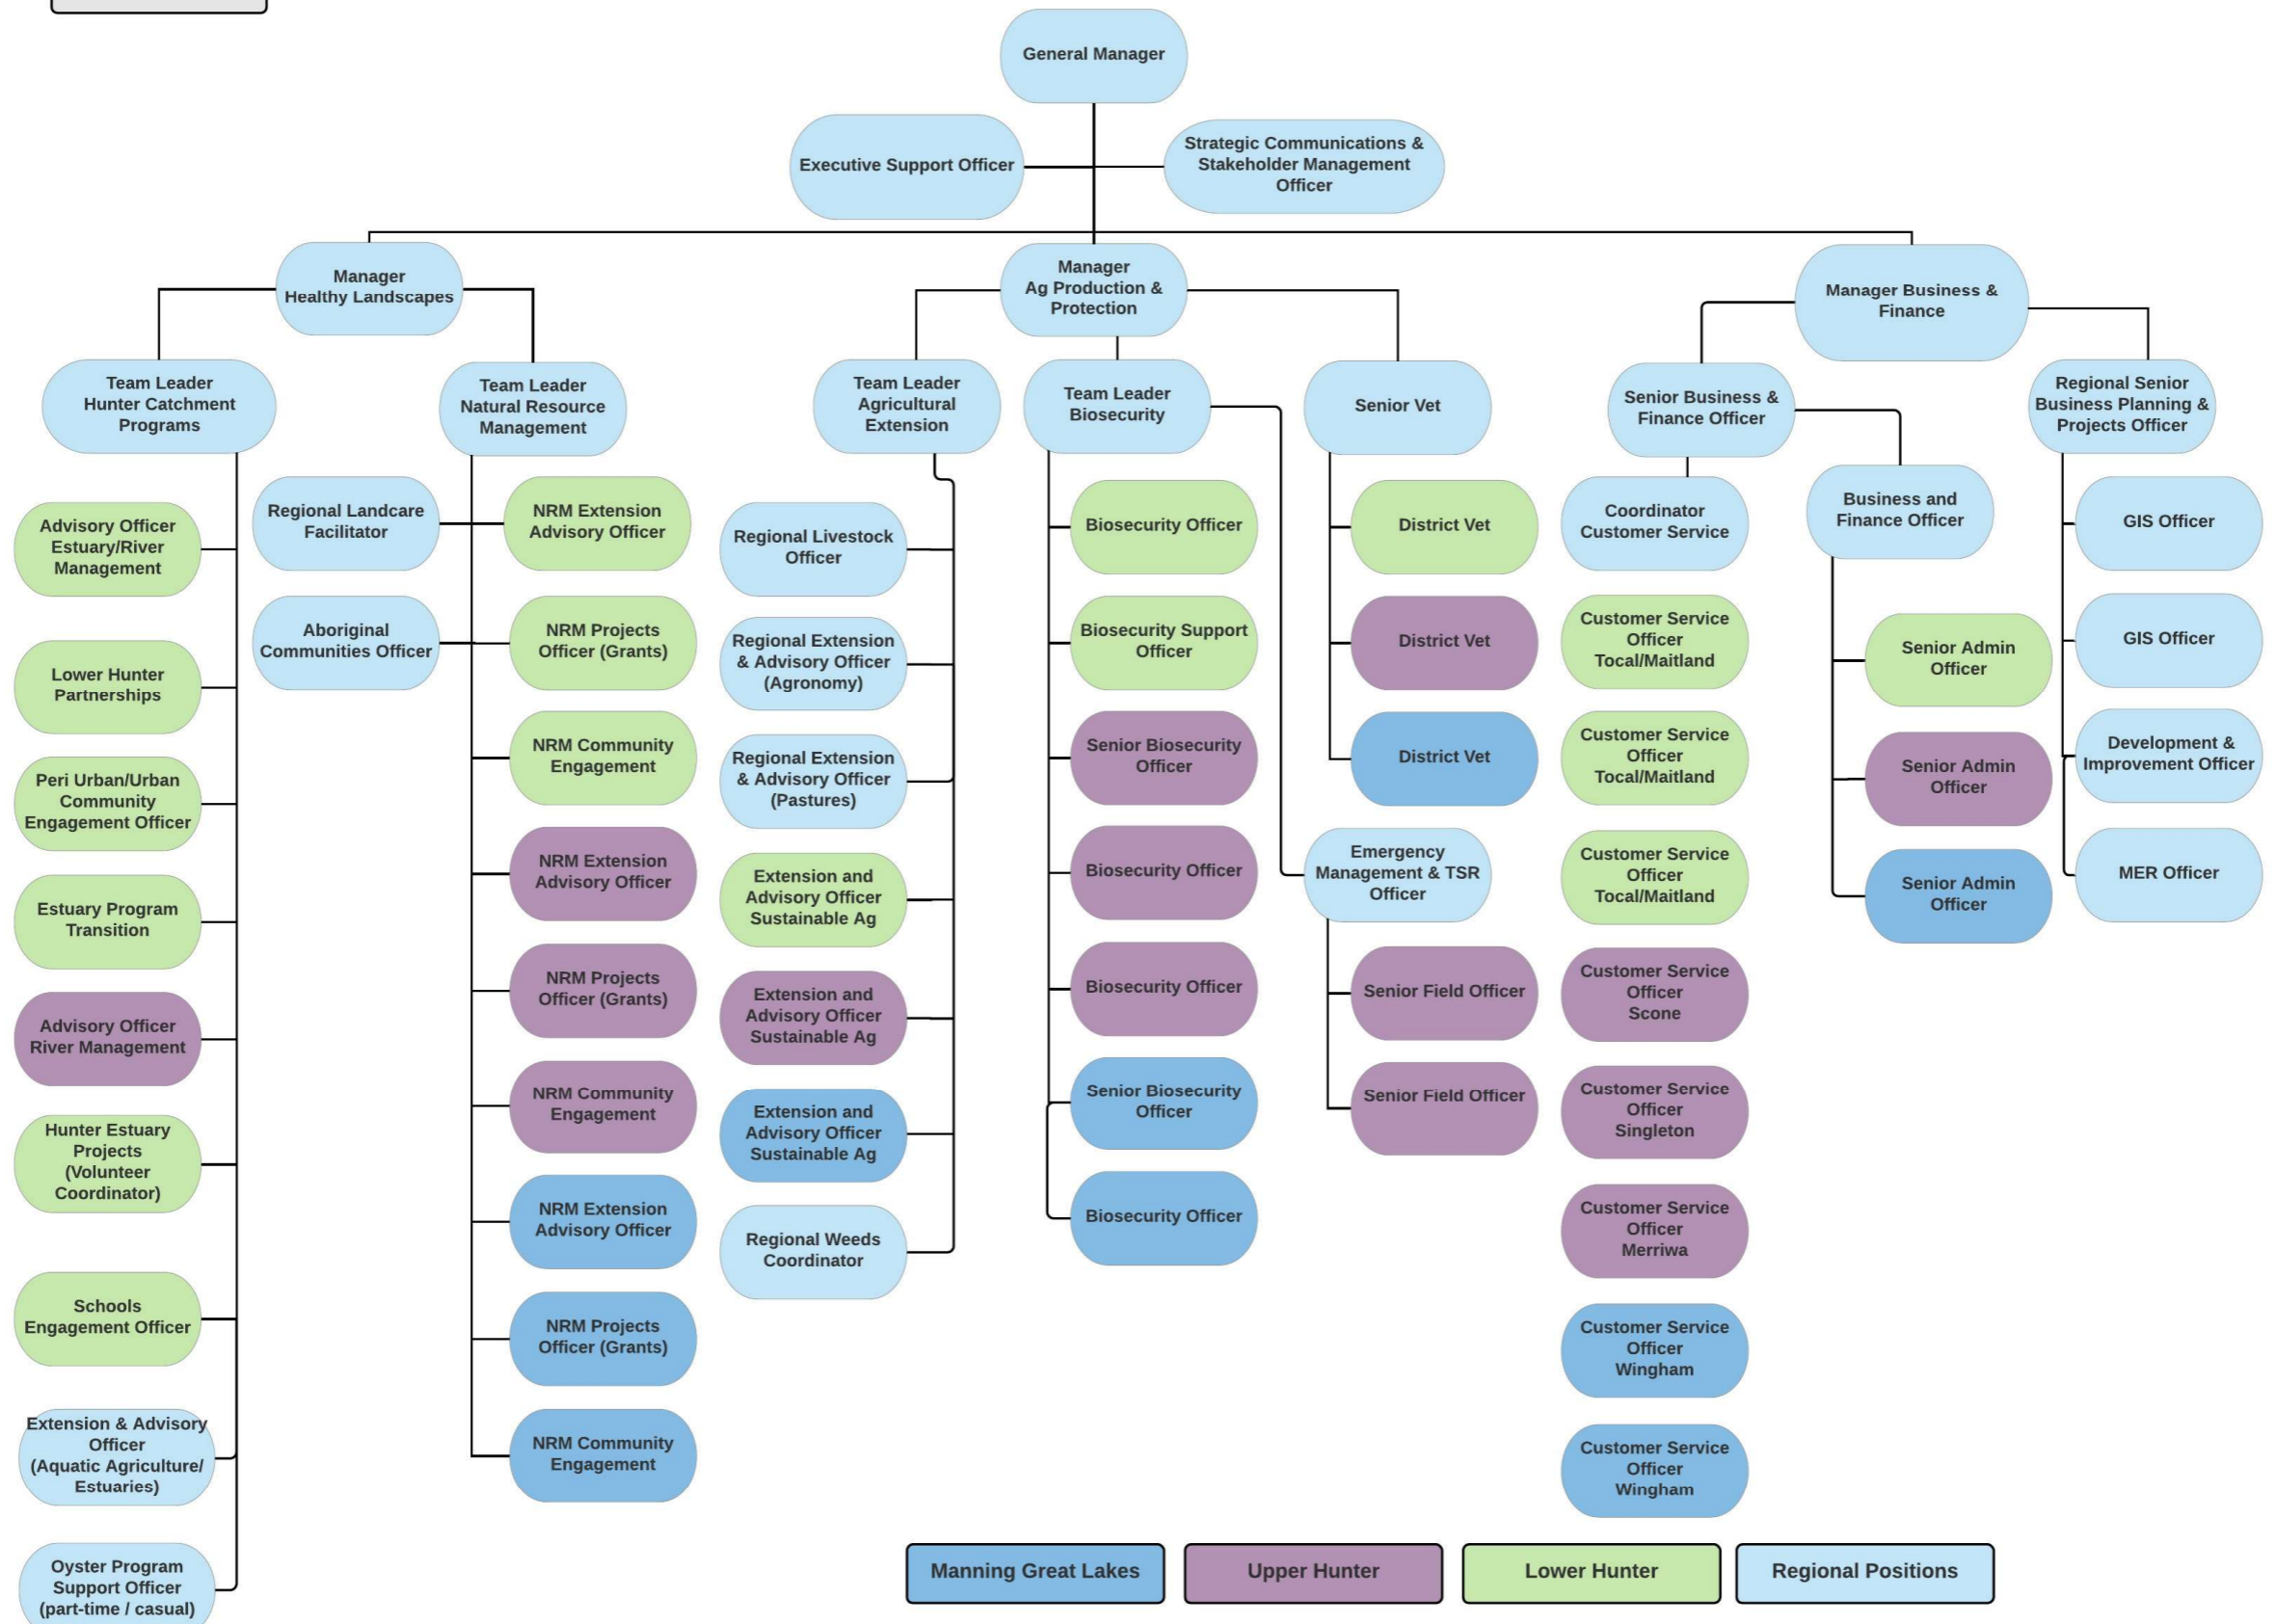 General Manager
Executive Support Officer
Strategic Communications &
Stakeholder Management
Officer
Manager
Healthy Landscapes
Manager
Ag Production &
Protection
Manager Business &
Finance
Team Leader
Hunter Catchment
Programs
Team Leader
Natural Resource
Management
Team Leader
Agricultural
Extension
Team Leader
Biosecurity
Senior Vet
Senior Business &
Finance Officer
Regional Senior
Business Planning &
Projects Officer
Advisory Officer
Estuary/River
Management
Lower Hunter
Partnerships
Peri Urban/Urban
Community
Engagement Officer
Estuary Program
Transition
Advisory Officer
River Management
Hunter Estuary
Projects
(Volunteer
Coordinator)
Schools
Engagement Officer
Extension & Advisory
Officer
(Aquatic Agriculture/
Estuaries)
Oyster Program
Support Officer
(part-time / casual)
Regional Landcare
Facilitator
Aboriginal
Communities Officer
NRM Extension
Advisory Officer
NRM Projects
Officer (Grants)
NRM Community
Engagement
NRM Extension
Advisory Officer
NRM Projects
Officer (Grants)
NRM Community
Engagement
NRM Extension
Advisory Officer
NRM Projects
Officer (Grants)
NRM Community
Engagement
Regional Livestock
Officer
Regional Extension
& Advisory Officer
(Agronomy)
Regional Extension
& Advisory Officer
(Pastures)
Extension and
Advisory Officer
Sustainable Ag
Extension and
Advisory Officer
Sustainable Ag
Extension and
Advisory Officer
Sustainable Ag
Regional Weeds
Coordinator
Biosecurity Officer
Biosecurity Support
Officer
Senior Biosecurity
Officer
Biosecurity Officer
Biosecurity Officer
Senior Biosecurity
Officer
Biosecurity Officer
District Vet
District Vet
District Vet
Emergency
Management & TSR
Officer
Senior Field Officer
Senior Field Officer
Coordinator
Customer Service
Customer Service
Officer
Tocal/Maitland
Customer Service
Officer
Tocal/Maitland
Customer Service
Officer
Tocal/Maitland
Customer Service
Officer
Scone
Customer Service
Officer
Singleton
Customer Service
Officer
Merriwa
Customer Service
Officer
Wingham
Customer Service
Officer
Wingham
Business and
Finance Officer
Senior Admin
Officer
Senior Admin
Officer
Senior Admin
Officer
GIS Officer
GIS Officer
Development &
Improvement Officer
MER Officer
Manning Great Lakes
Upper Hunter
Lower Hunter
Regional Positions